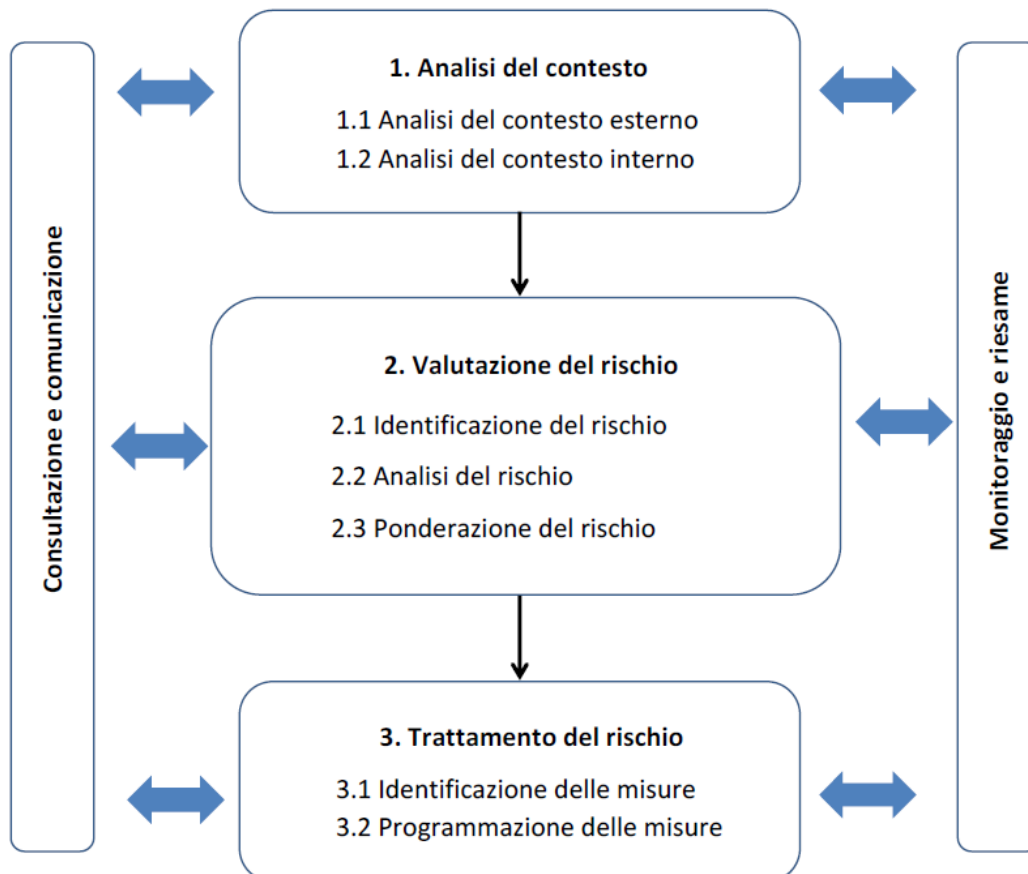 Consultazione e comunicazione
1. Analisi del contesto
1.1 Analisi del contesto esterno
1.2 Analisi del contesto interno
2. Valutazione del rischio
2.1 Identificazione del rischio
2.2 Analisi del rischio
2.3 Ponderazione del rischio
3. Trattamento del rischio
3.1 Identificazione delle misure
3.2 Programmazione delle misure
Monitoraggio e riesame